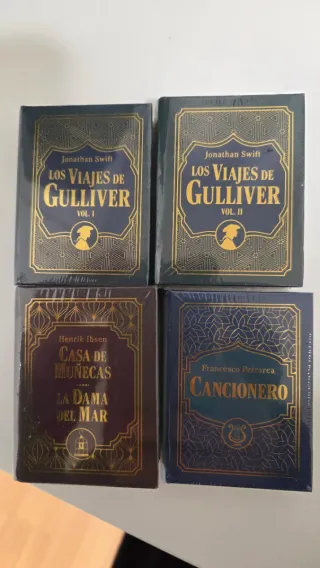 Jonathan Swift
LOS VIAJES DE
GULLIVER
VOL. I
Jonathan Swift
LOS VIAJES DE
GULLIVER
VOL. II
Henrik Ibsen
CASA DE
MUÑECAS
LA DAMA
DEL MAR
Francesco Petrarca
CANCIONERO